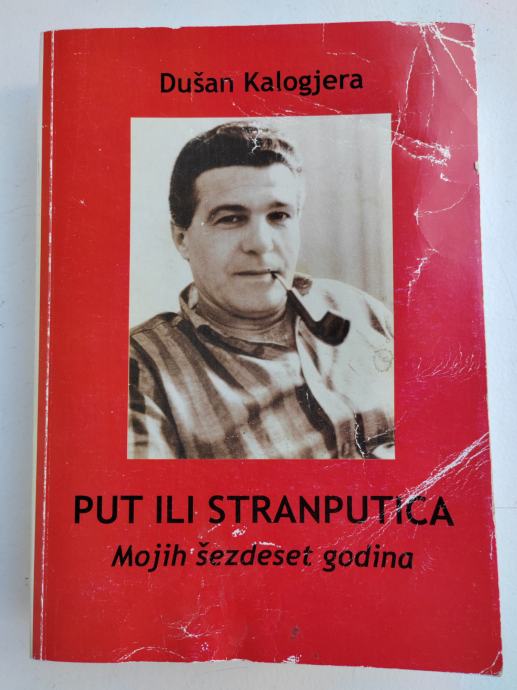 Dušan Kalogjera
PUT ILI STRANPUTICA
Mojih šezdeset godina